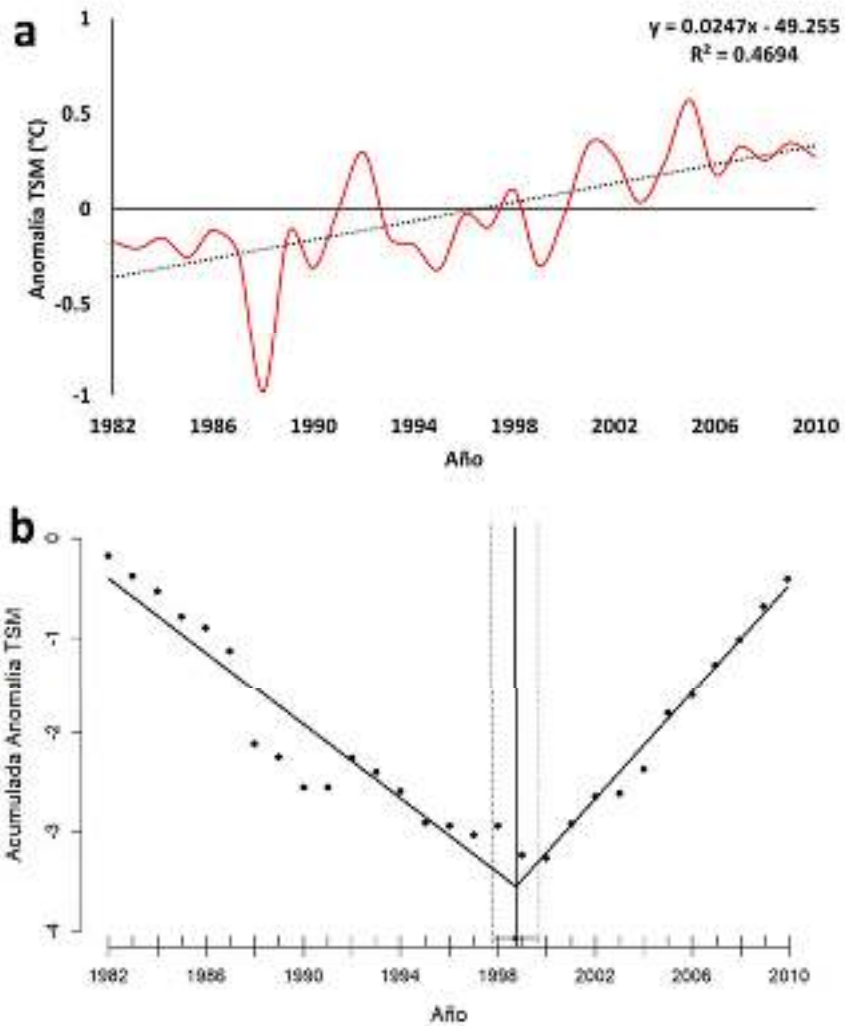 a
y = 0.0247x - 49.255
R² = 0.4694
Anomalía TSM (°C)
1
0.5
0
-0.5
-1
1982 1986 1990 1994 1998 2002 2006 2010
Año
b
Acumulada Anomalía TSM
0
-1
-2
-3
-4
1982 1986 1990 1994 1998 2002 2006 2010
Año